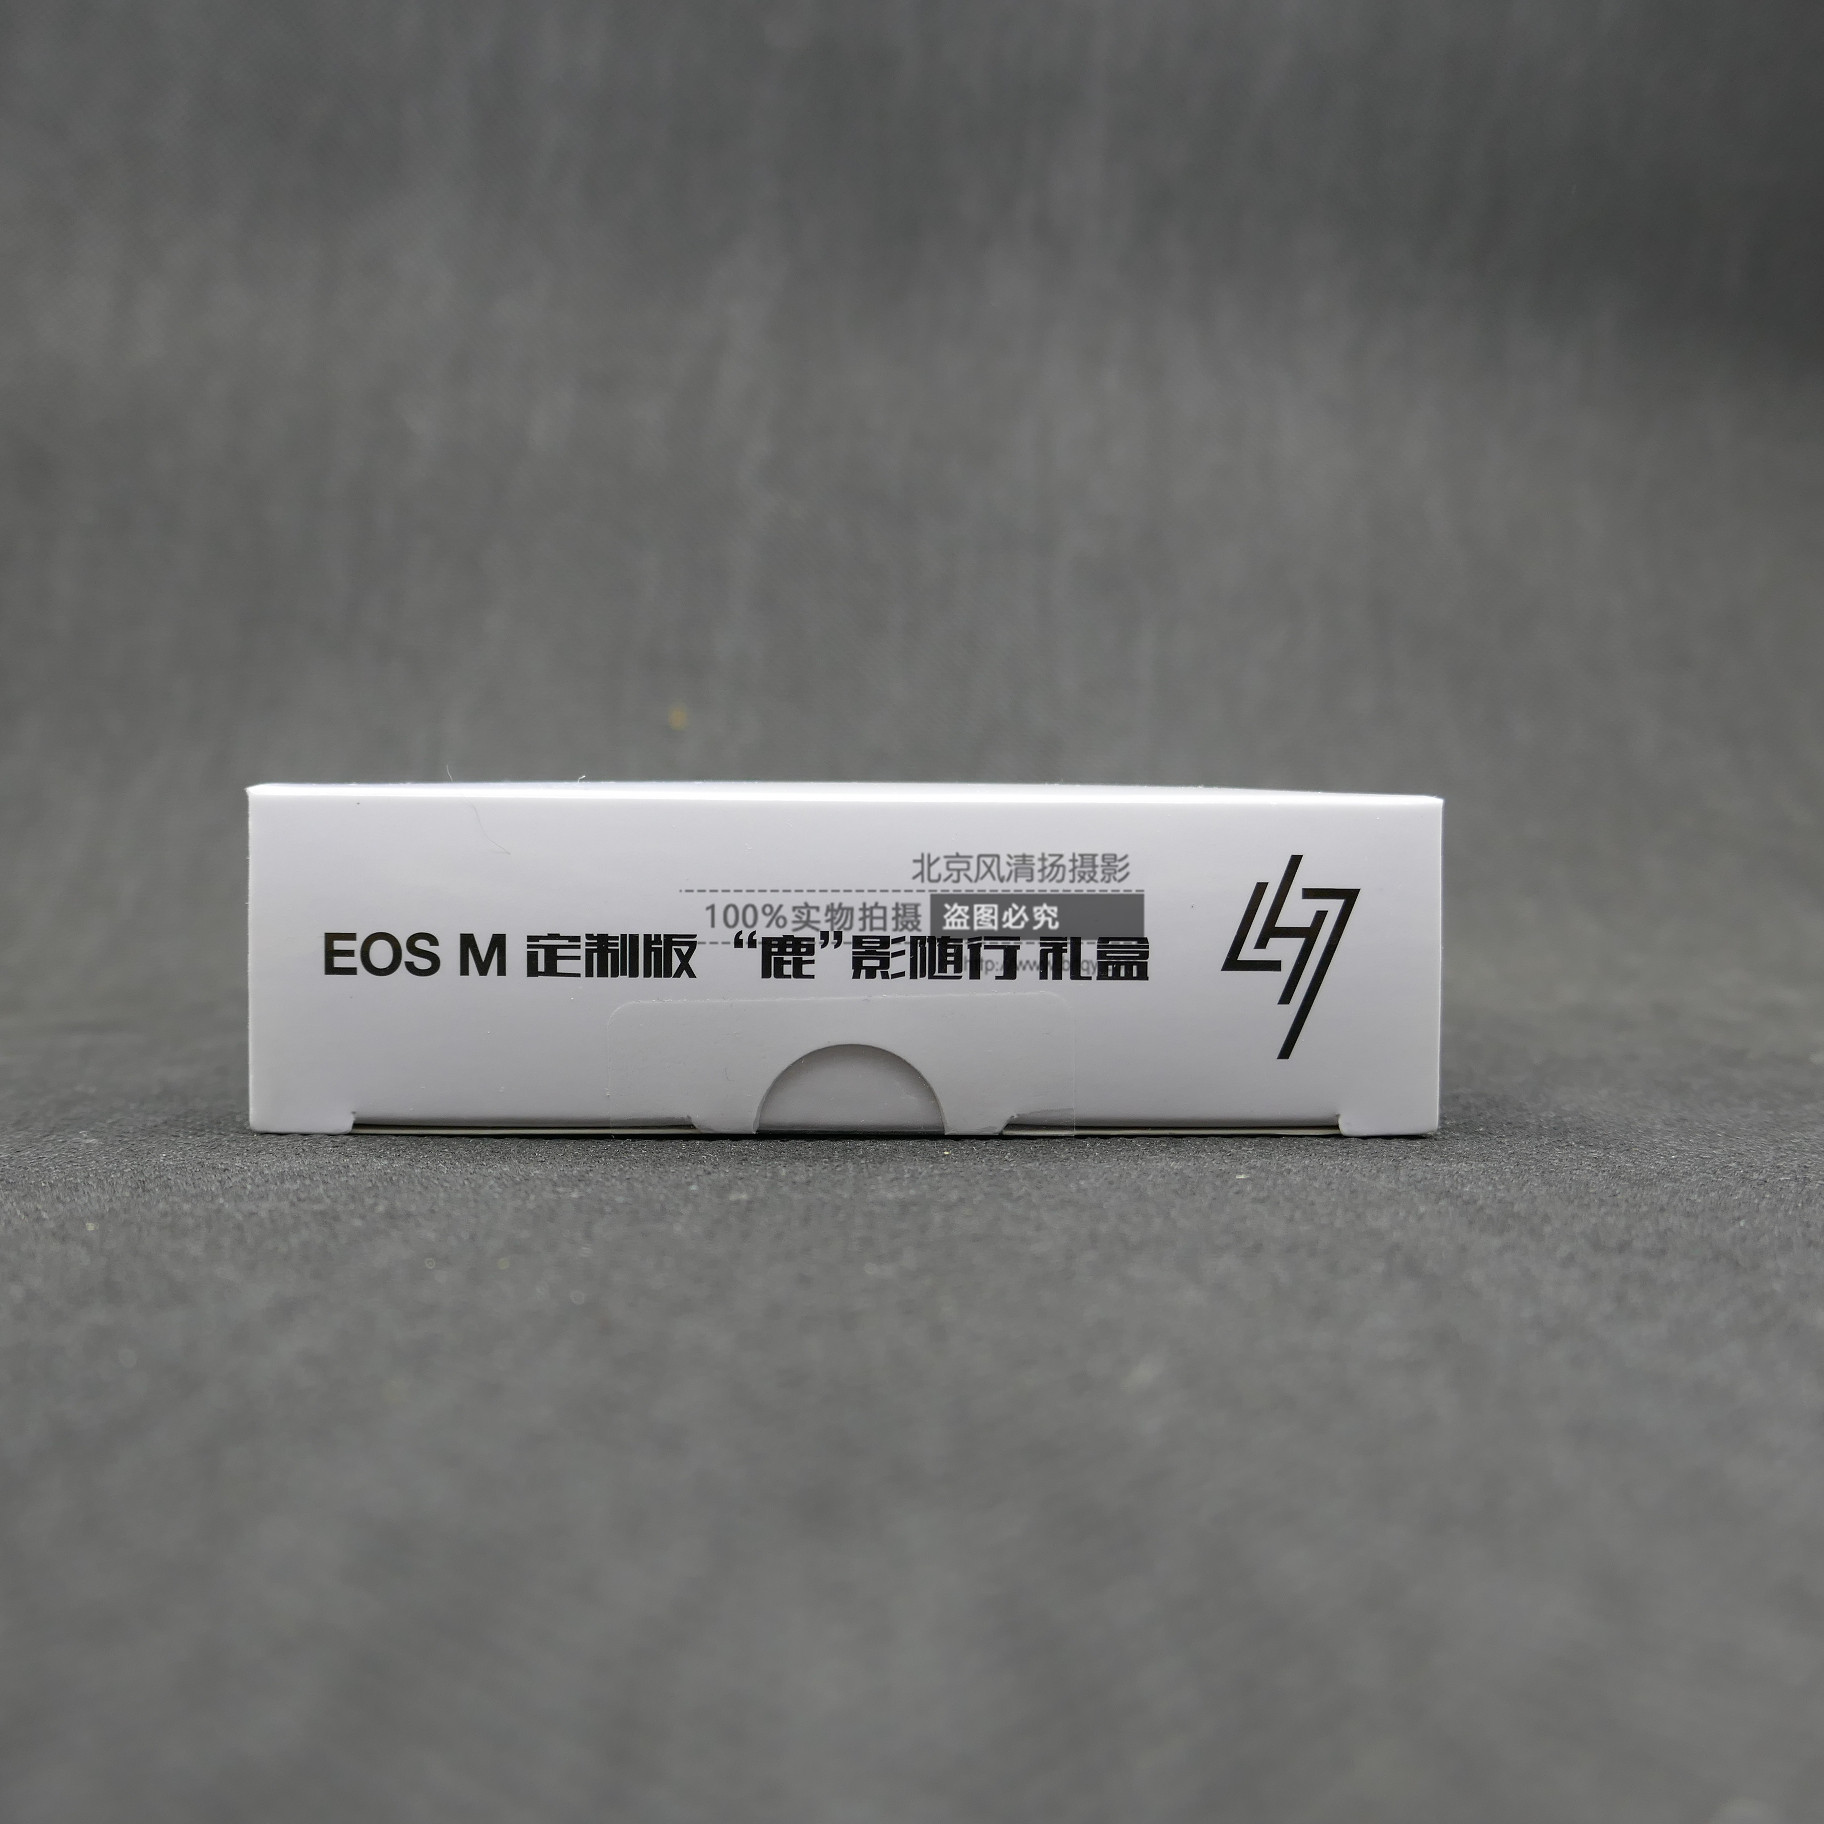 北京风清扬摄影
100%实物拍摄 盗图必究
EOS M 定制版 “鹿”影随行 礼盒